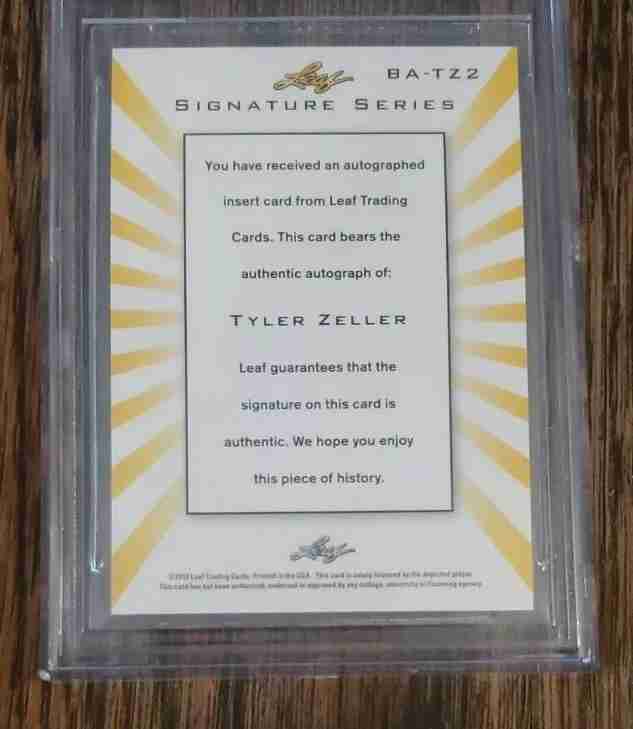 Leaf BA-TZ2
SIGNATURE SERIES
You have received an autographed
insert card from Leaf Trading
Cards. This card bears the
authentic autograph of:
TYLER ZELLER
Leaf guarantees that the
signature on this card is
authentic. We hope you enjoy
this piece of history.
Leaf
Leaf Trading Cards. Printed in the USA. This card is solely licensed by the depicted player.
This card has not been authorized, endorsed or approved by any college, university or licensing agency.